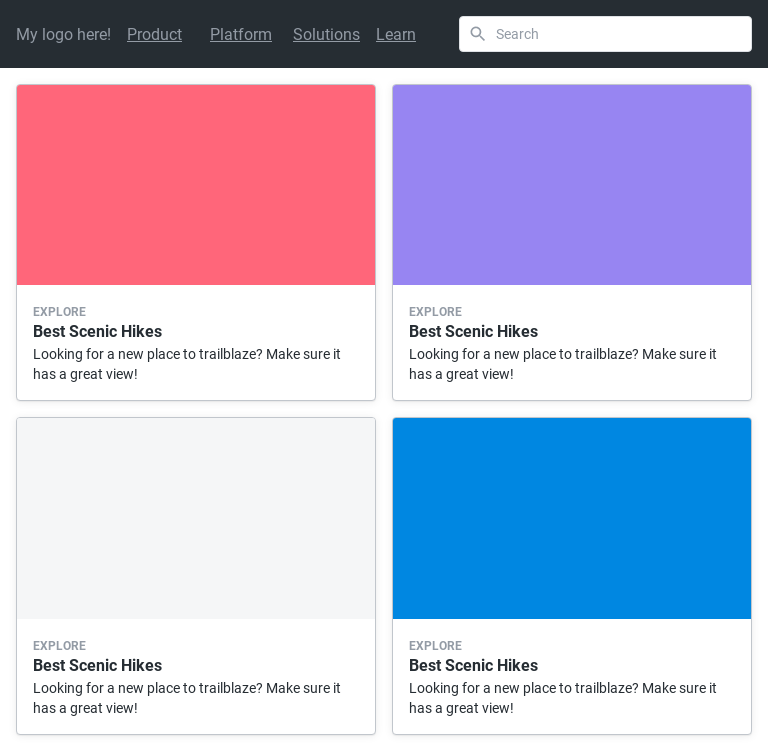 My logo here! Product Platform Solutions Learn Search
EXPLORE
Best Scenic Hikes
Looking for a new place to trailblaze? Make sure it
has a great view!
EXPLORE
Best Scenic Hikes
Looking for a new place to trailblaze? Make sure it
has a great view!
EXPLORE
Best Scenic Hikes
Looking for a new place to trailblaze? Make sure it
has a great view!
EXPLORE
Best Scenic Hikes
Looking for a new place to trailblaze? Make sure it
has a great view!